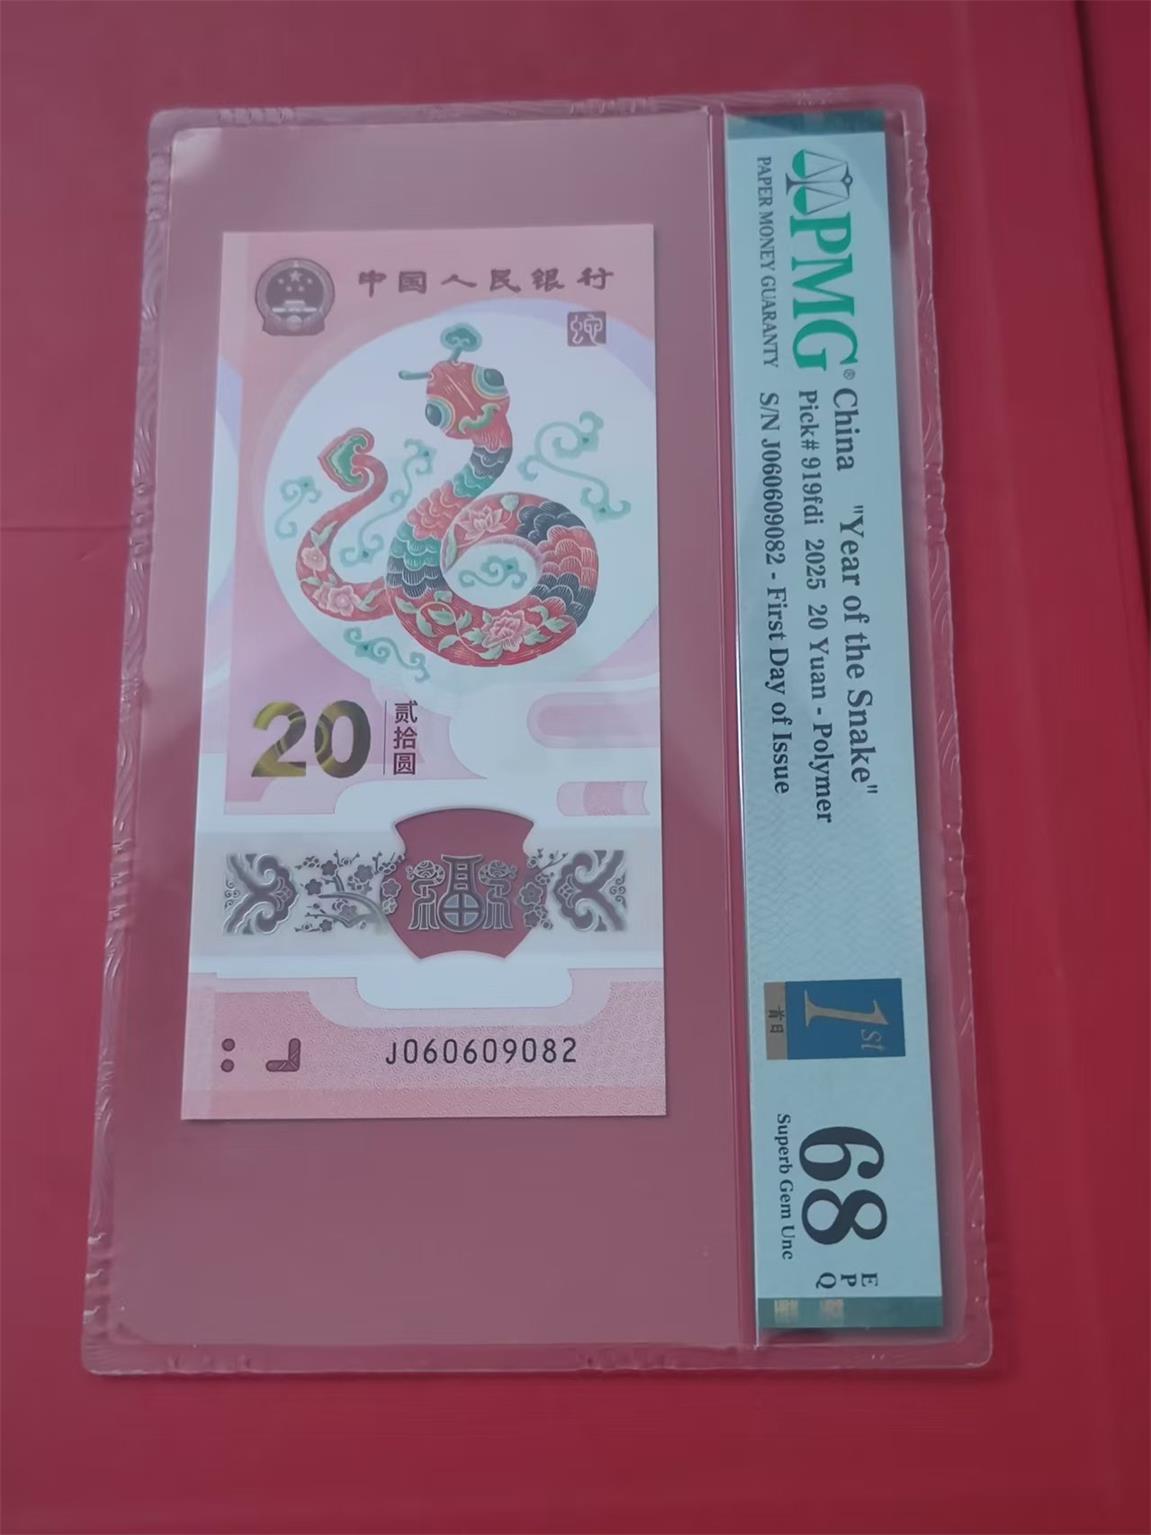 中国人民银行
20
贰拾圆
福
J060609082
PMG®
PAPER MONEY GUARANTY
China "Year of the Snake"
Pick# 919fdi 2025 20 Yuan - Polymer
S/N J060609082 - First Day of Issue
1st
首日
68
EPQ
Superb Gem Unc